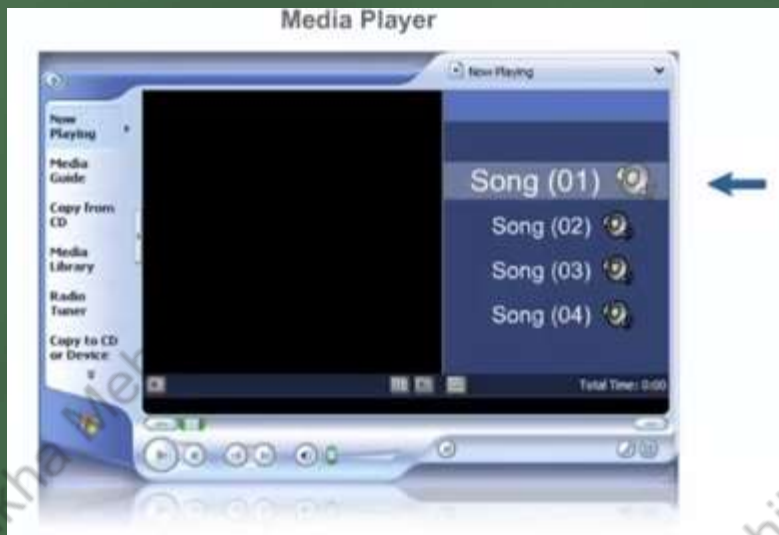 Media Player
Now Playing
Now
Playing
Media
Guide
Copy from
CD
Media
Library
Radio
Tuner
Copy to CD
or Device
Song (01)
Song (02)
Song (03)
Song (04)
Total Time: 0:00